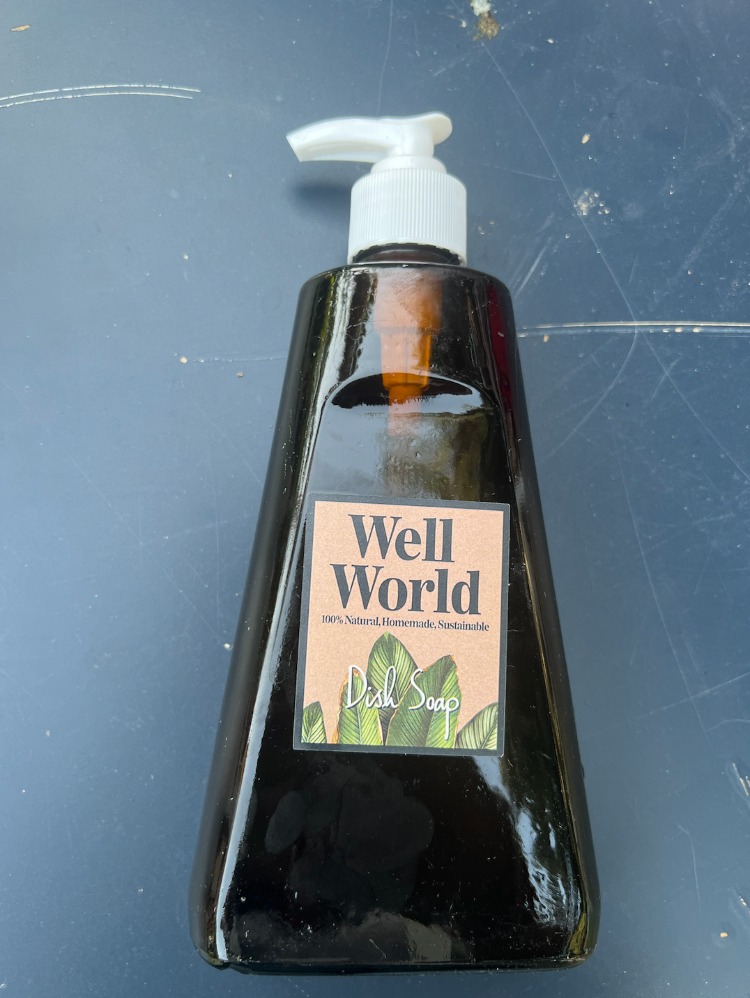 Well
World
100% Natural, Homemade, Sustainable
Dish Soap